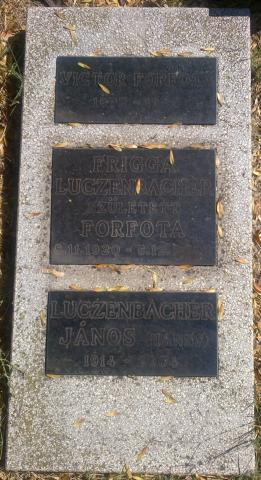 VICTOR FORFOTA
FRIGGA
LUCZENBACHER
SZÜLETETT
FORFOTA
LUCZENBACHER
JÁNOS
1914 -